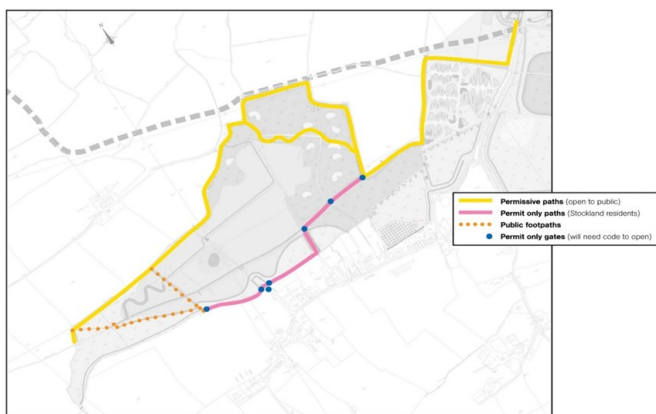 Permissive paths (open to public)
Permit only paths (Stockland residents)
Public footpaths
Permit only gates (will need code to open)